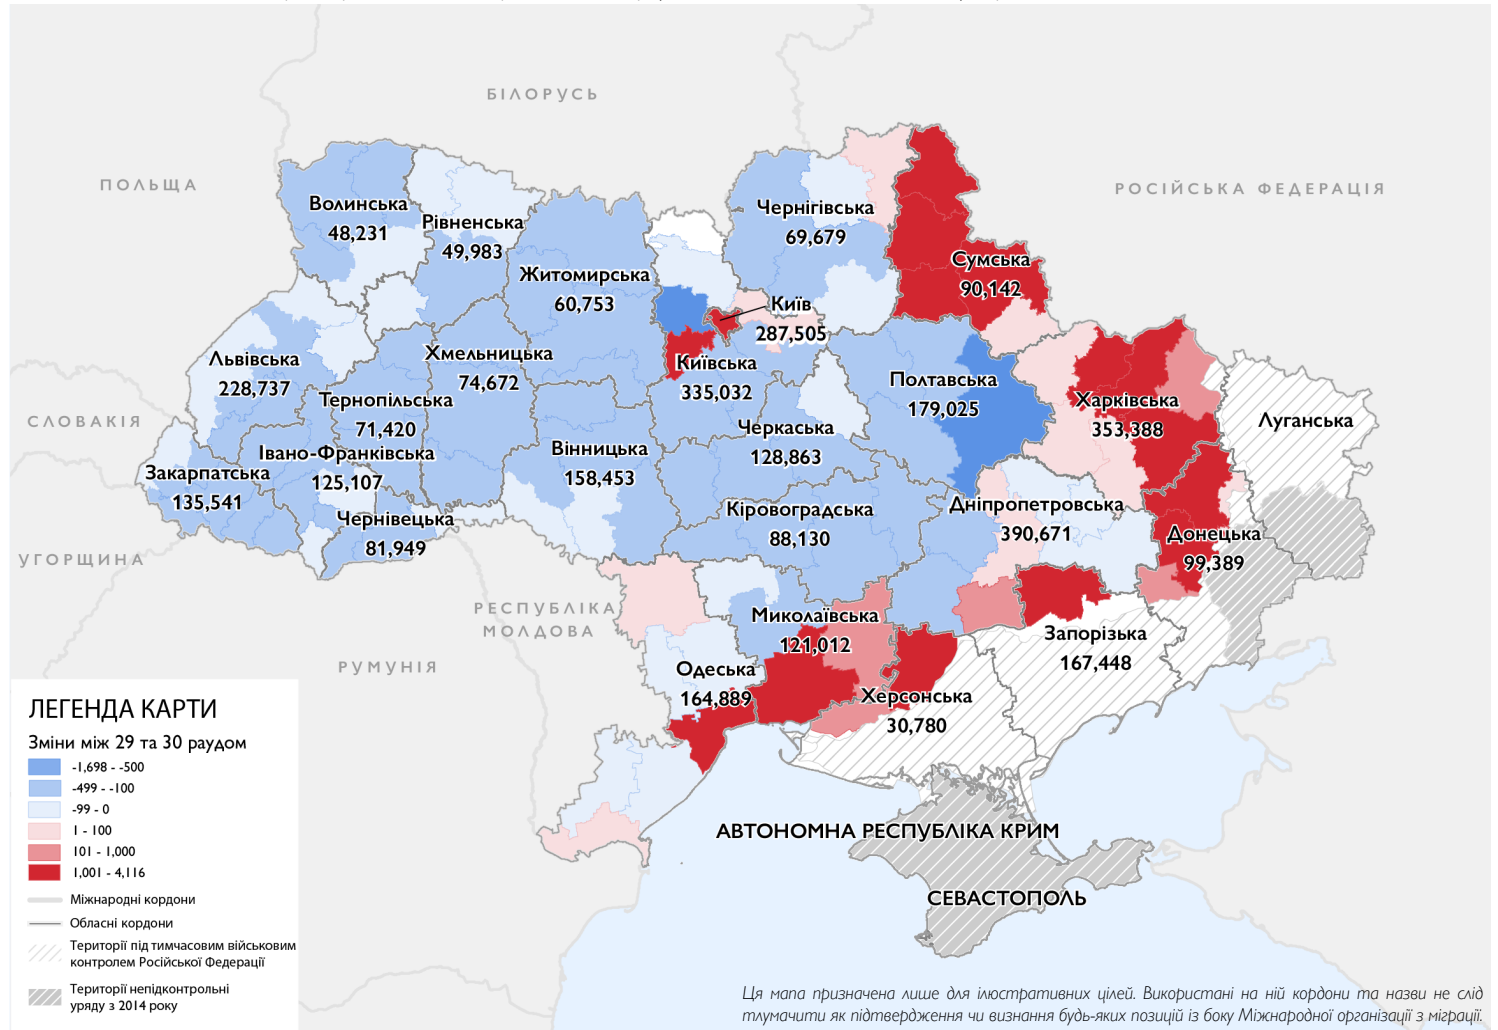 БІЛОРУСЬ
ПОЛЬЩА
РОСІЙСЬКА ФЕДЕРАЦІЯ
СЛОВАКІЯ
УГОРЩИНА
РЕСПУБЛІКА
МОЛДОВА
РУМУНІЯ
Волинська
48,231
Рівненська
49,983
Житомирська
60,753
Чернігівська
69,679
Сумська
90,142
Київ
287,505
Київська
335,032
Львівська
228,737
Хмельницька
74,672
Тернопільська
71,420
Івано-Франківська
125,107
Закарпатська
135,541
Чернівецька
81,949
Вінницька
158,453
Черкаська
128,863
Полтавська
179,025
Харківська
353,388
Луганська
Кіровоградська
88,130
Дніпропетровська
390,671
Донецька
99,389
Миколаївська
121,012
Одеська
164,889
Херсонська
30,780
Запорізька
167,448
АВТОНОМНА РЕСПУБЛІКА КРИМ
СЕВАСТОПОЛЬ
ЛЕГЕНДА КАРТИ
Зміни між 29 та 30 раудом
-1,698 - -500
-499 - -100
-99 - 0
1 - 100
101 - 1,000
1,001 - 4,116
Міжнародні кордони
Обласні кордони
Території під тимчасовим військовим
контролем Російської Федерації
Території непідконтрольні
уряду з 2014 року
Ця мапа призначена лише для ілюстративних цілей. Використані на ній кордони та назви не слід
тлумачити як підтвердження чи визнання будь-яких позицій із боку Міжнародної організації з міграції.